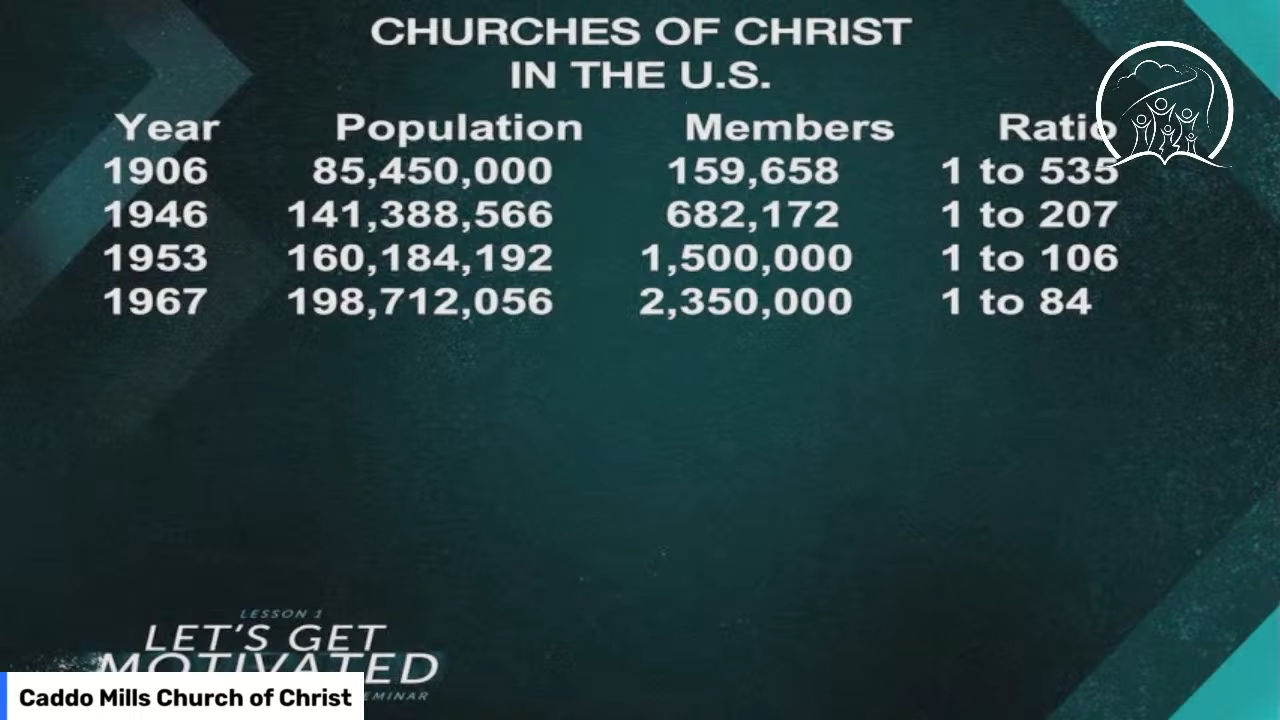 CHURCHES OF CHRIST
IN THE U.S.
Year Population Members Ratio
1906 85,450,000 159,658 1 to 535
1946 141,388,566 682,172 1 to 207
1953 160,184,192 1,500,000 1 to 106
1967 198,712,056 2,350,000 1 to 84
LESSON 1
LET'S GET
MOTIVATED
Caddo Mills Church of Christ